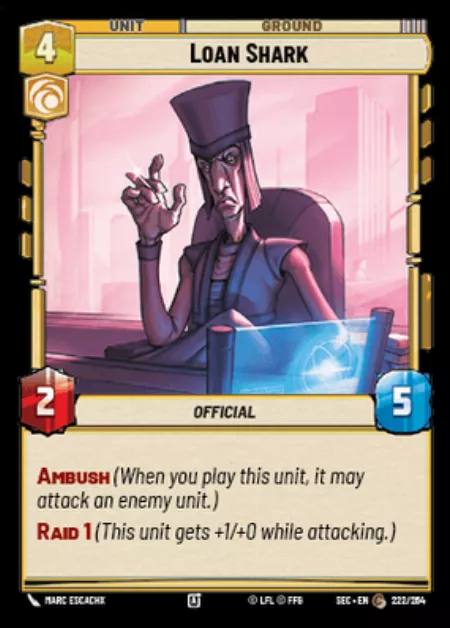 UNIT
GROUND
4
LOAN SHARK
2
5
OFFICIAL
AMBUSH (When you play this unit, it may
attack an enemy unit.)
RAID 1 (This unit gets +1/+0 while attacking.)
MARC ESCACHX
© LFL © FFG
SEC • EN
C
222/264